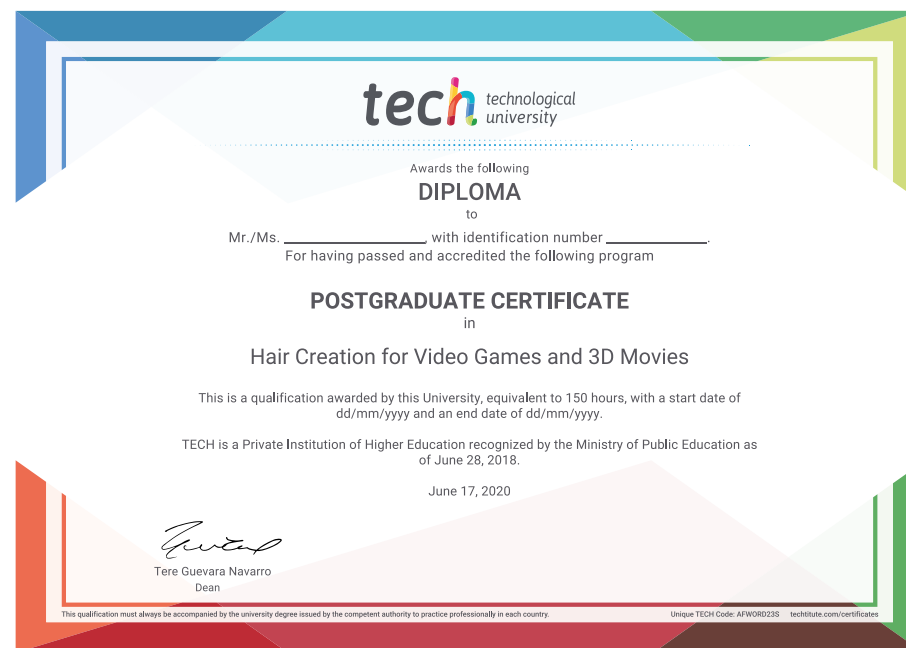 tech technological
university
Awards the following
DIPLOMA
to
Mr./Ms. ____________, with identification number ____________.
For having passed and accredited the following program
POSTGRADUATE CERTIFICATE
in
Hair Creation for Video Games and 3D Movies
This is a qualification awarded by this University, equivalent to 150 hours, with a start date of
dd/mm/yyyy and an end date of dd/mm/yyyy.
TECH is a Private Institution of Higher Education recognized by the Ministry of Public Education as
of June 28, 2018.
June 17, 2020
Tere Guevara Navarro
Dean
This qualification must always be accompanied by the university degree issued by the competent authority to practice professionally in each country.
Unique TECH Code: AFWORD23S techtitute.com/certificates